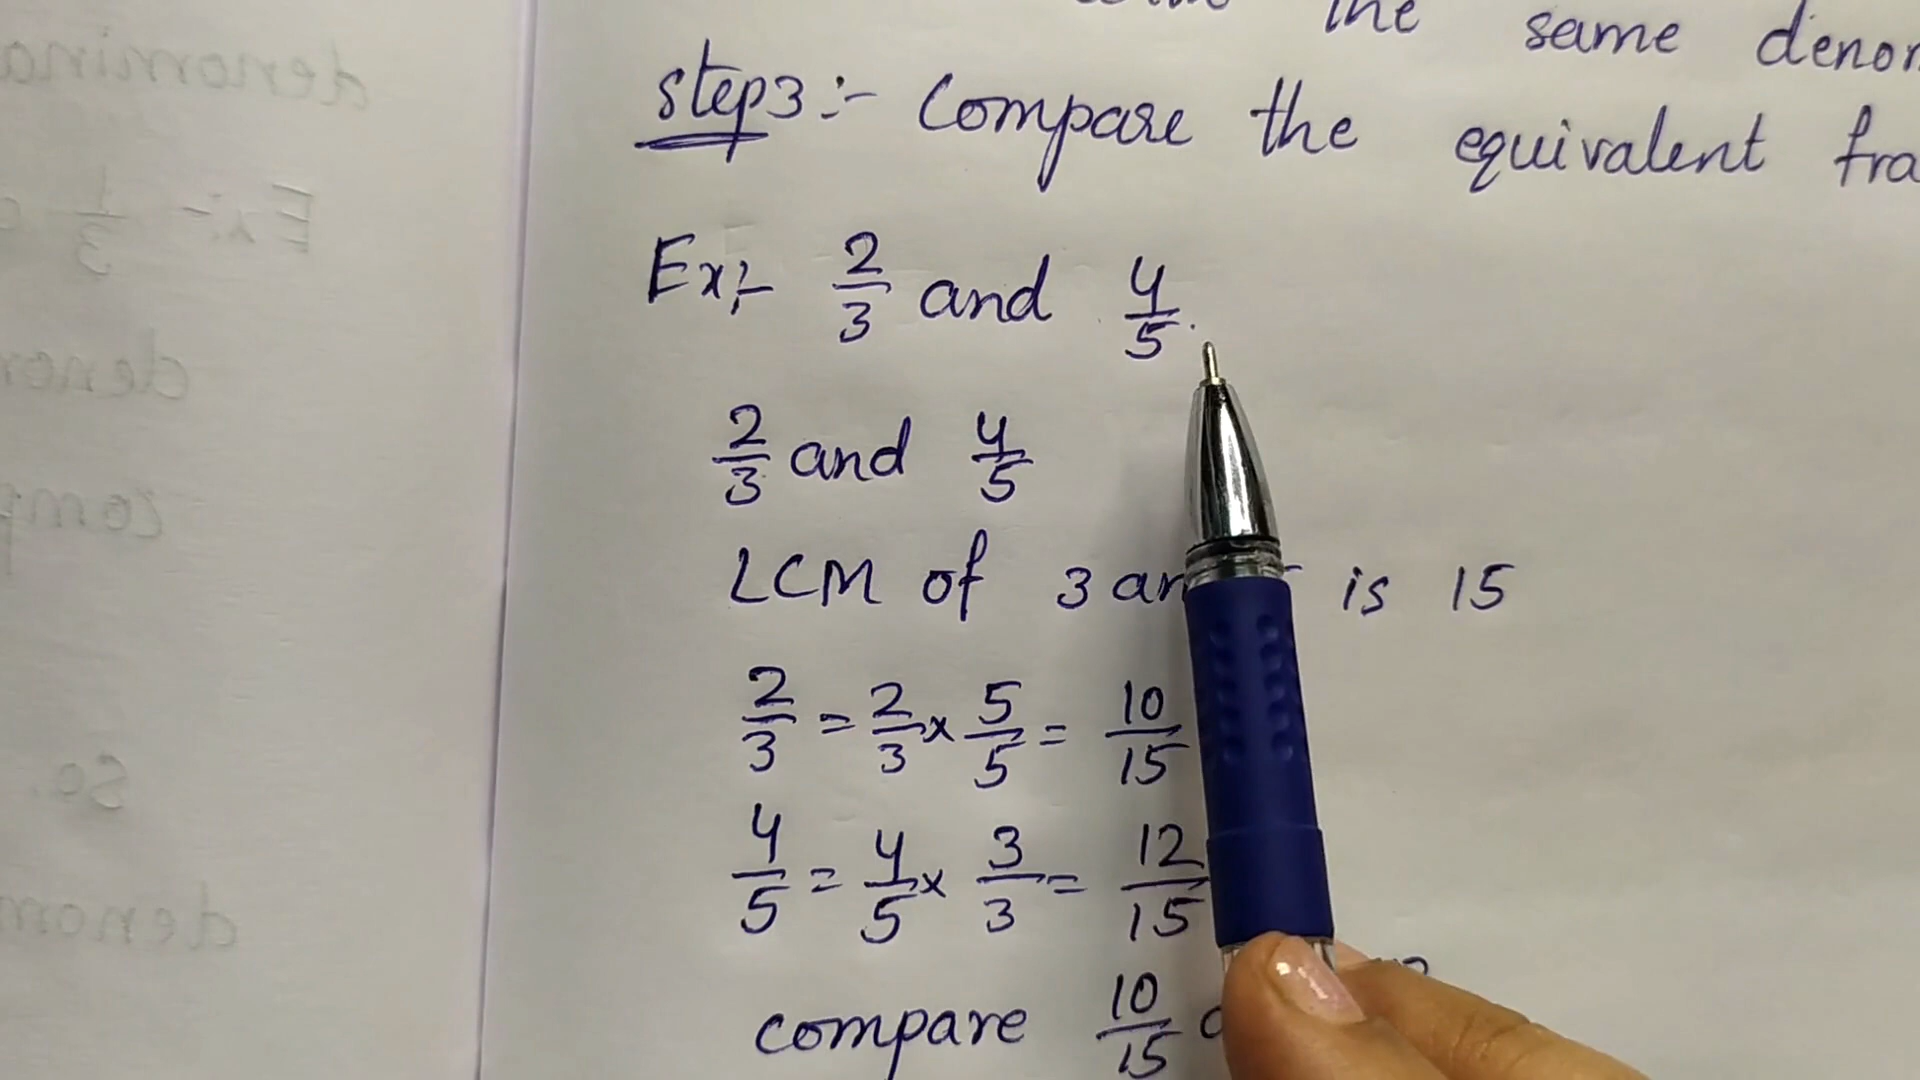 the same denom
step3:- Compare the equivalent fra
Ex:- 2/3 and 4/5.
2/3 and 4/5
LCM of 3 an is 15
2/3 = 2/3 × 5/5 = 10/15
4/5 = 4/5 × 3/3 = 12/15
compare 10/15